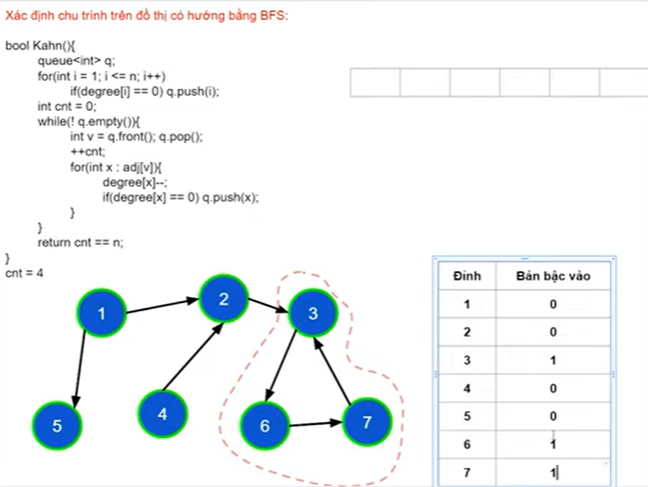 Xác định chu trình trên đồ thị có hướng bằng BFS:
bool Kahn(){
queue<int> q;
for(int i = 1; i <= n; i++)
if(degree[i] == 0) q.push(i);
int cnt = 0;
while(! q.empty()){
int v = q.front(); q.pop();
++cnt;
for(int x : adj[v]){
degree[x]--;
if(degree[x] == 0) q.push(x);
}
}
return cnt == n;
}
cnt = 4
1
2
3
5
4
6
7
Đỉnh Bán bậc vào
1 0
2 0
3 1
4 0
5 0
6 1
7 1